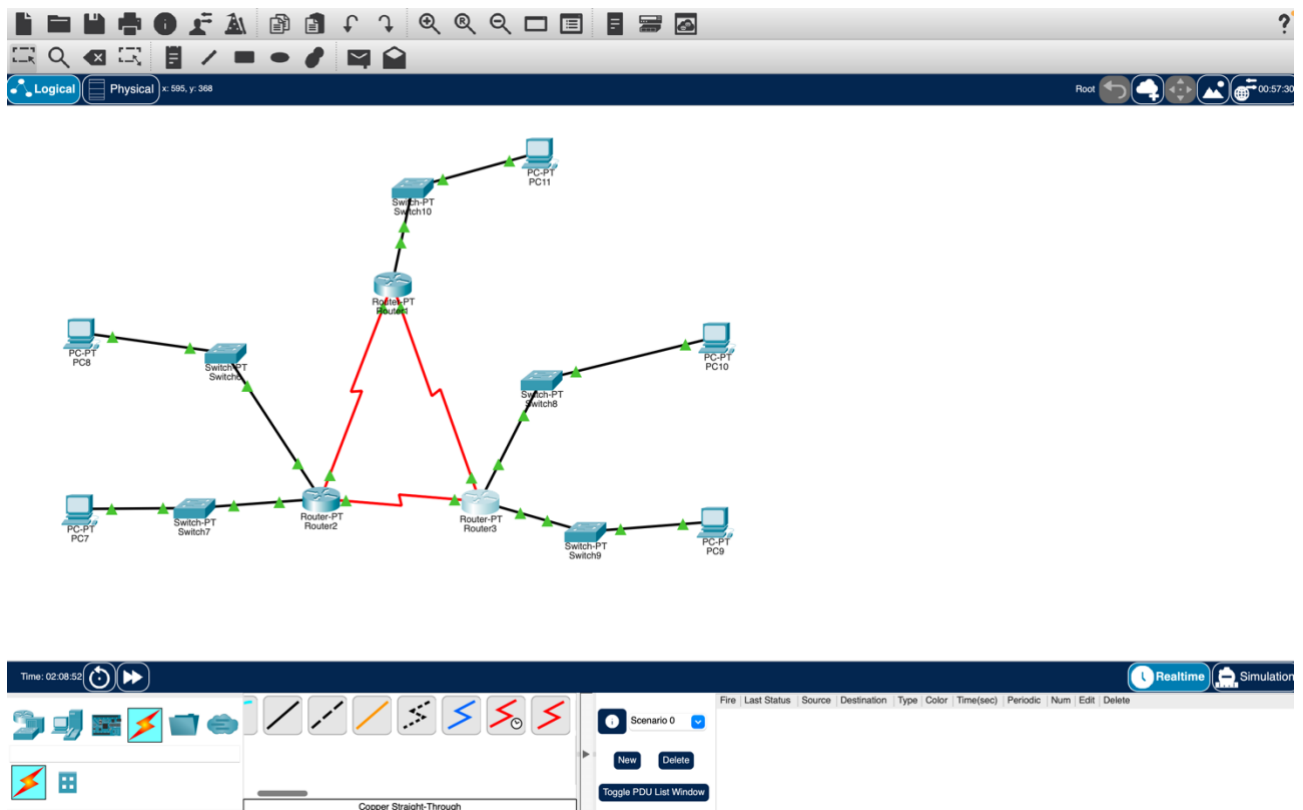 ?
Logical
Physical
x: 595, y: 368
Root
00:57:30
PC-PT
PC11
Switch-PT
Switch10
Router-PT
Router1
PC-PT
PC8
Switch-PT
PC-PT
PC10
Switch-PT
Switch8
Router-PT
Router2
Router-PT
Router3
PC-PT
PC7
Switch-PT
Switch7
Switch-PT
Switch9
PC-PT
PC9
Time: 02:08:52
Realtime
Simulation
Fire Last Status Source Destination Type Color Time(sec) Periodic Num Edit Delete
Scenario 0
New
Delete
Toggle PDU List Window
Copper Straight-Through